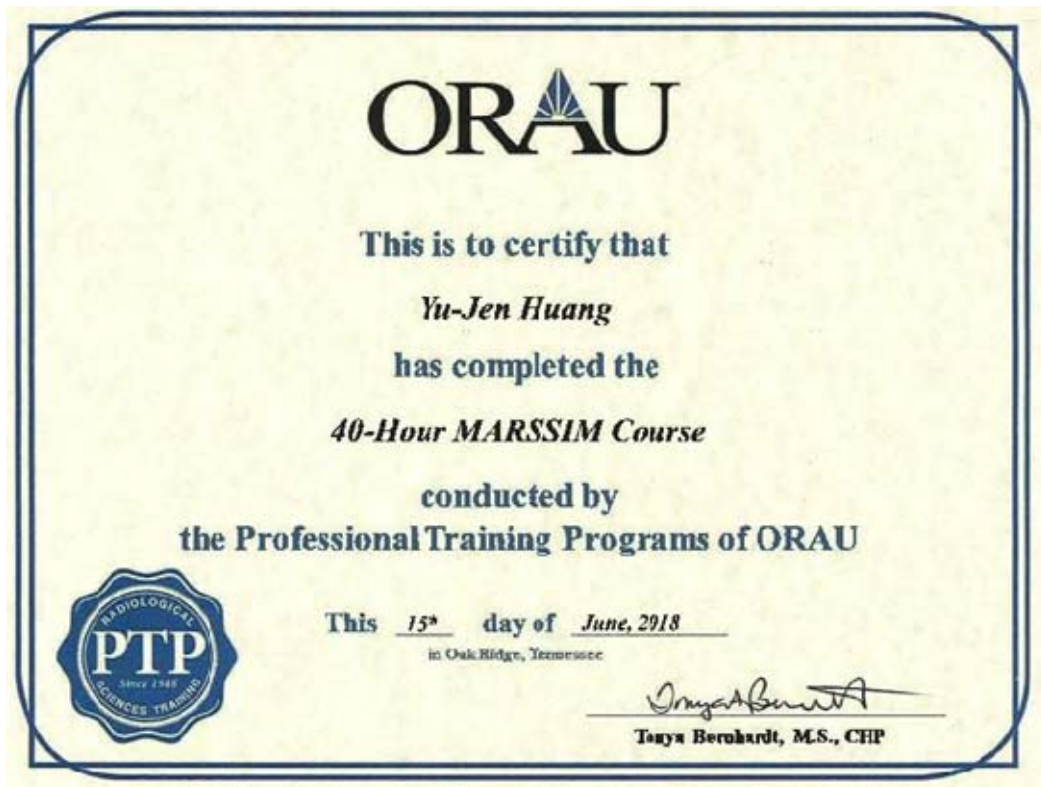 ORAU
This is to certify that
Yu-Jen Huang
has completed the
40-Hour MARSSIM Course
conducted by
the Professional Training Programs of ORAU
This 15th day of June, 2018
in Oak Ridge, Tennessee
RADIOLOGICAL
PTP
Since 1948
SCIENCES TRAINING
Tonya Bernhardt, M.S., CHP